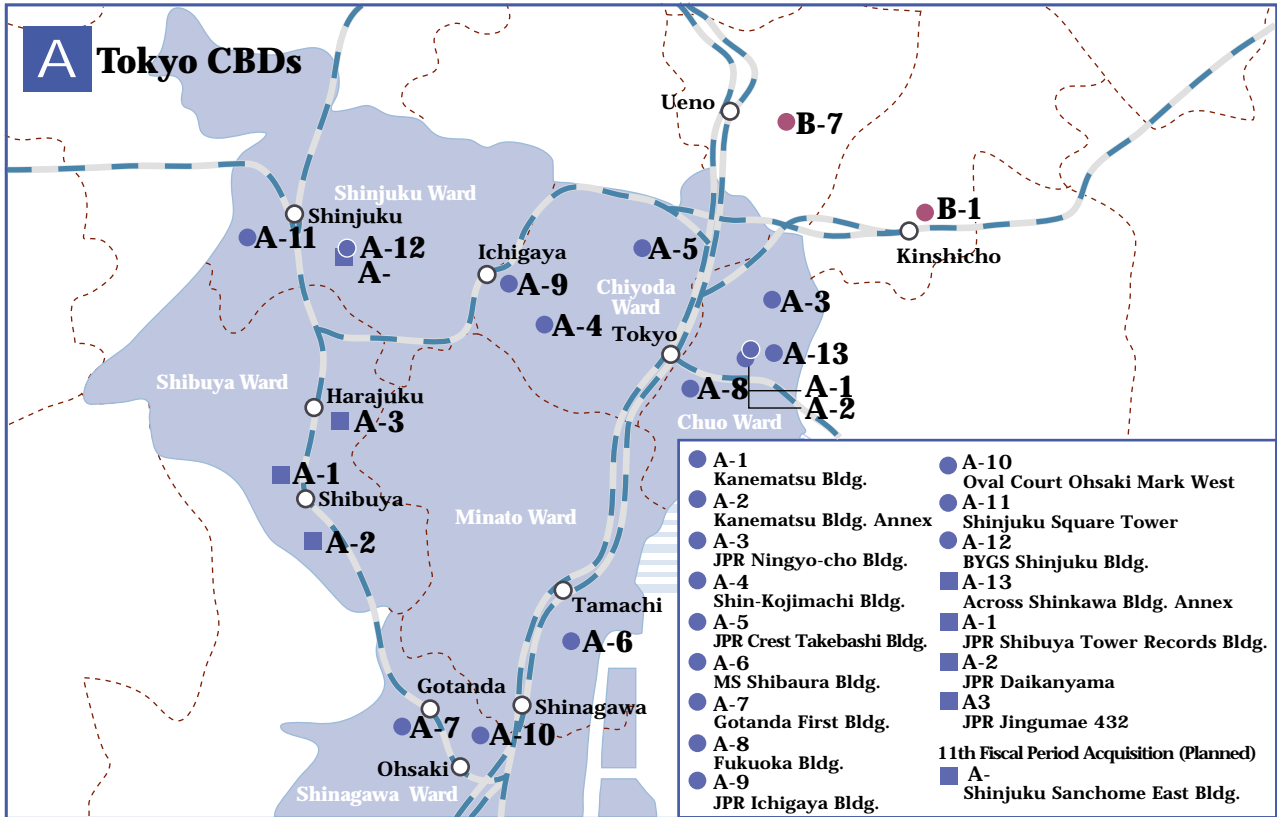 A Tokyo CBDs
Ueno
B-7
Shinjuku Ward
B-1
Shinjuku
A-11
A-12
A-
Ichigaya
A-9
A-5
Kinshicho
Chiyoda
Ward
A-3
A-4
Tokyo
A-13
Shibuya Ward
A-8
A-1
A-2
Harajuku
A-3
Chuo Ward
A-1
Shibuya
Minato Ward
A-2
Tamachi
A-6
Gotanda
Shinagawa
A-7
A-10
Ohsaki
Shinagawa Ward
A-1
Kanematsu Bldg.
A-2
Kanematsu Bldg. Annex
A-3
JPR Ningyo-cho Bldg.
A-4
Shin-Kojimachi Bldg.
A-5
JPR Crest Takebashi Bldg.
A-6
MS Shibaura Bldg.
A-7
Gotanda First Bldg.
A-8
Fukuoka Bldg.
A-9
JPR Ichigaya Bldg.
A-10
Oval Court Ohsaki Mark West
A-11
Shinjuku Square Tower
A-12
BYGS Shinjuku Bldg.
A-13
Across Shinkawa Bldg. Annex
A-1
JPR Shibuya Tower Records Bldg.
A-2
JPR Daikanyama
A3
JPR Jingumae 432
11th Fiscal Period Acquisition (Planned)
A-
Shinjuku Sanchome East Bldg.